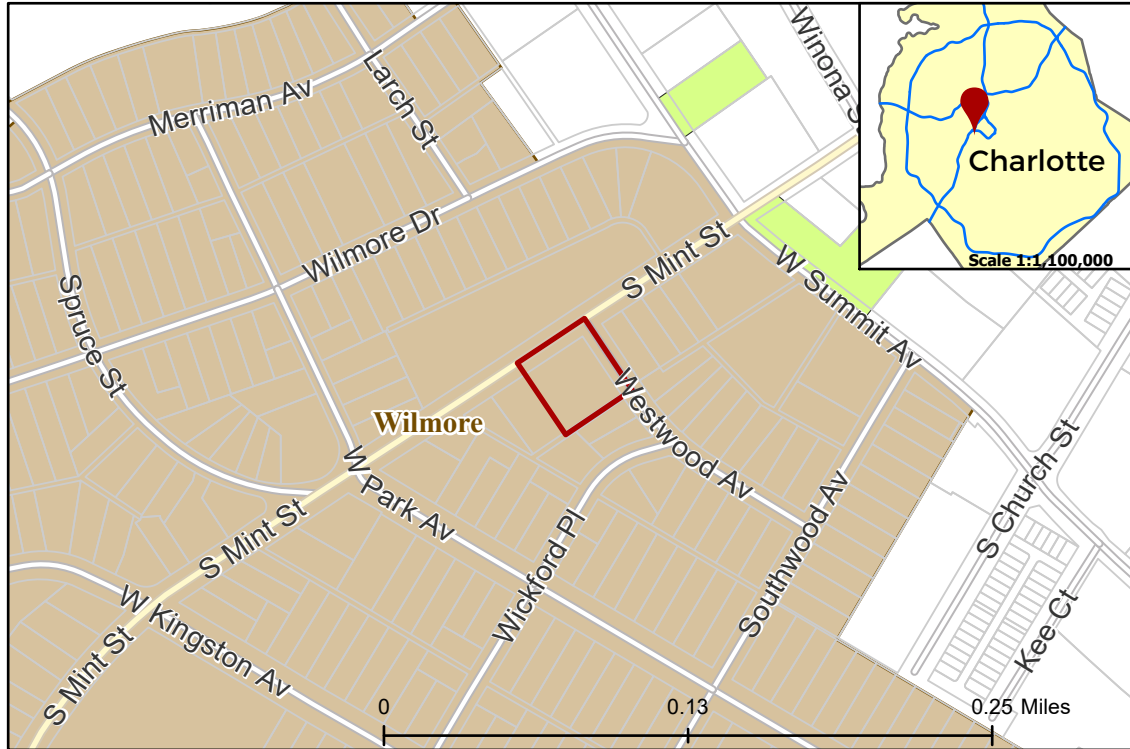 Merriman Av
Larch St
Winona S
Charlotte
Scale 1:1,100,000
Wilmore Dr
S Mint St
W Summit Av
Spruce St
Wilmore
Westwood Av
W Park Av
S Mint St
Wickford Pl
Southwood Av
S Church St
W Kingston Av
S Mint St
Kee Ct
0
0.13
0.25 Miles